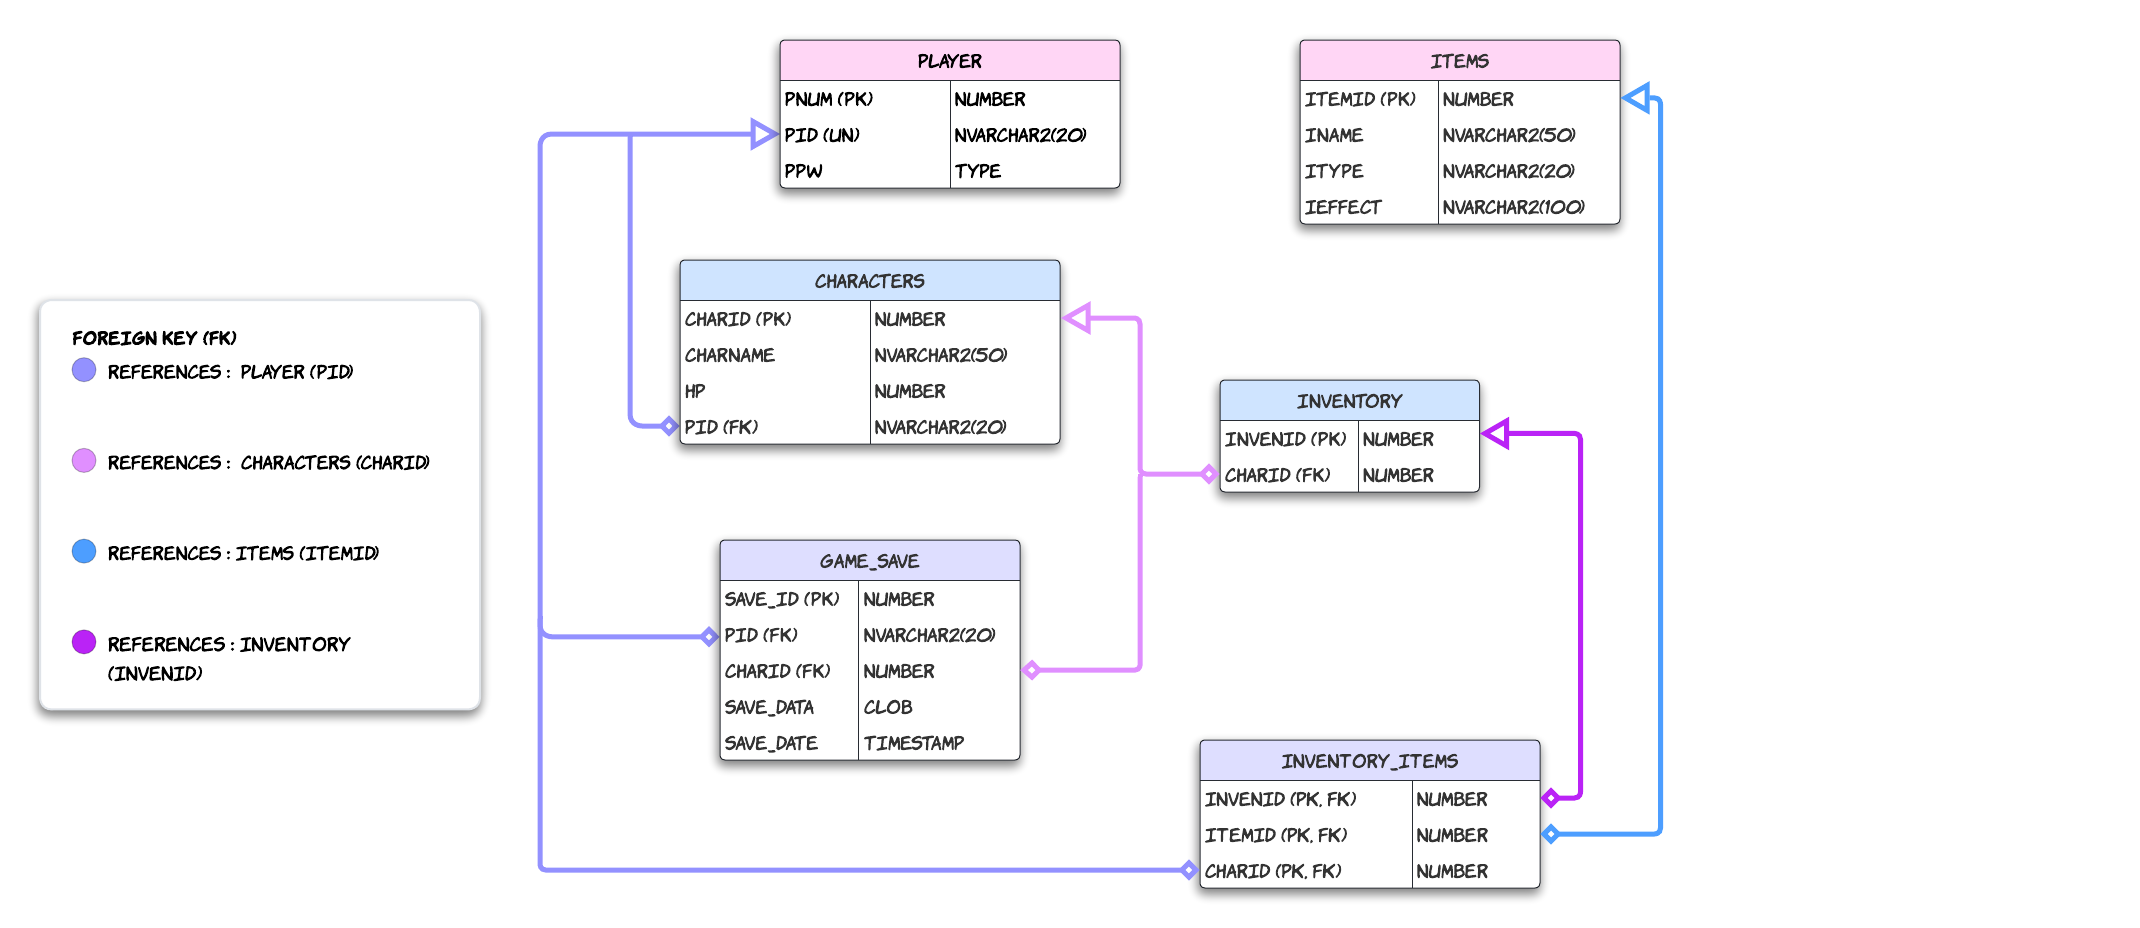 PLAYER
PNUM (PK) NUMBER
PID (UN) NVARCHAR2(20)
PPW TYPE
ITEMS
ITEMID (PK) NUMBER
INAME NVARCHAR2(50)
ITYPE NVARCHAR2(20)
IEFFECT NVARCHAR2(100)
CHARACTERS
CHARID (PK) NUMBER
CHARNAME NVARCHAR2(50)
HP NUMBER
PID (FK) NVARCHAR2(20)
FOREIGN KEY (FK)
REFERENCES : PLAYER (PID)
REFERENCES : CHARACTERS (CHARID)
REFERENCES : ITEMS (ITEMID)
REFERENCES : INVENTORY
(INVENID)
INVENTORY
INVENID (PK) NUMBER
CHARID (FK) NUMBER
GAME_SAVE
SAVE_ID (PK) NUMBER
PID (FK) NVARCHAR2(20)
CHARID (FK) NUMBER
SAVE_DATA CLOB
SAVE_DATE TIMESTAMP
INVENTORY_ITEMS
INVENID (PK, FK) NUMBER
ITEMID (PK, FK) NUMBER
CHARID (PK, FK) NUMBER